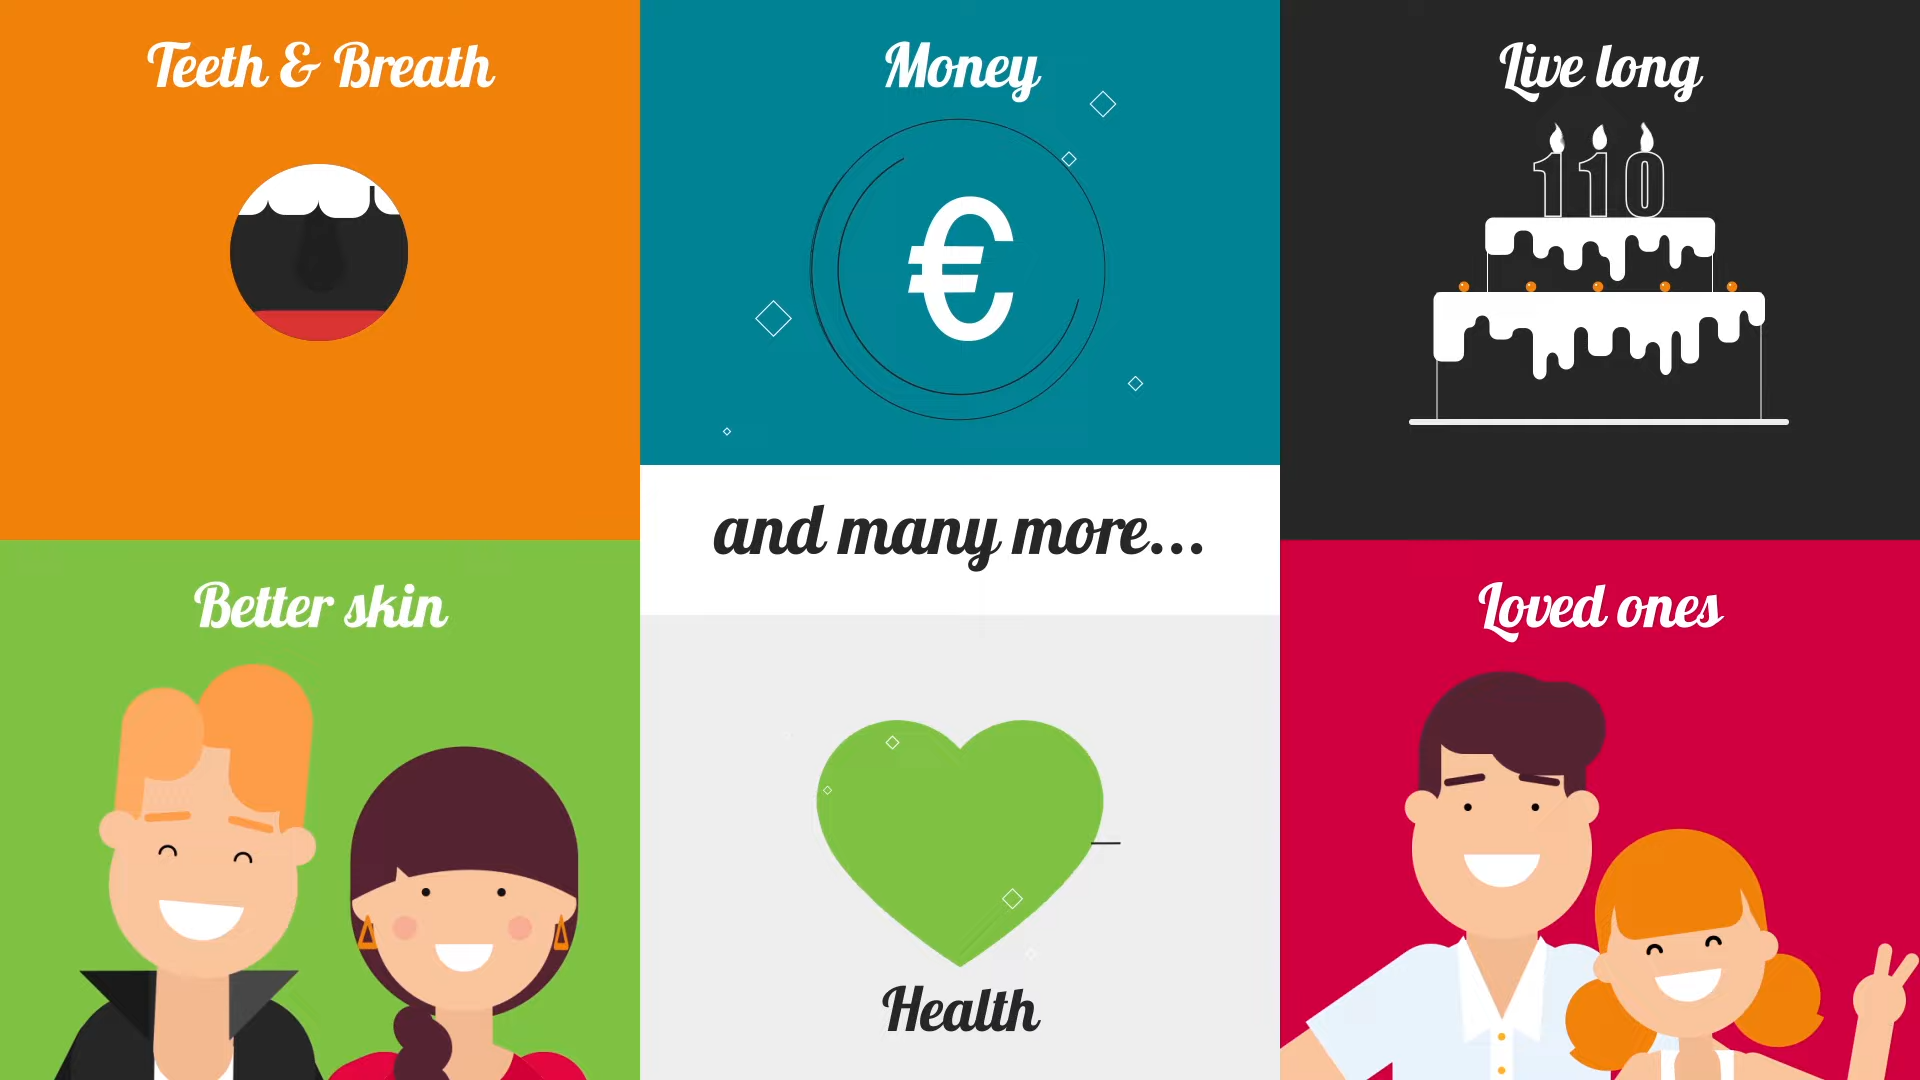 Teeth & Breath
Money
€
Live long
110
and many more...
Better skin
Health
Loved ones